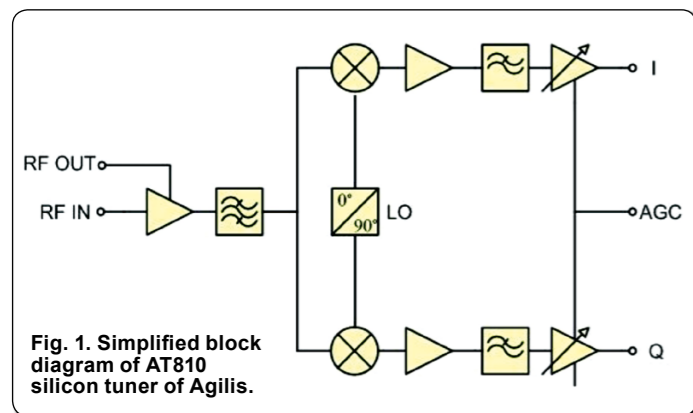 I
RF OUT
RF IN
0°
90°
LO
AGC
Q
Fig. 1. Simplified block
diagram of AT810
silicon tuner of Agilis.